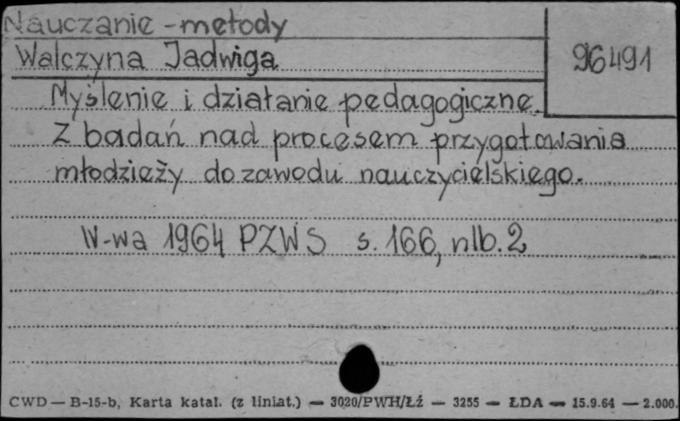 Nauczanie - metody
Walczyna Jadwiga
96491
Myślenie i działanie pedagogiczne.
Z badań nad procesem przygotowania
młodzieży do zawodu nauczycielskiego.
W-wa 1964 PZWS s. 166, nlb. 2
CWD — B-15-b, Karta katal. (z liniat.) — 3020/PWH/Łź — 3255 — ŁDA — 15.9.64 — 2.000.